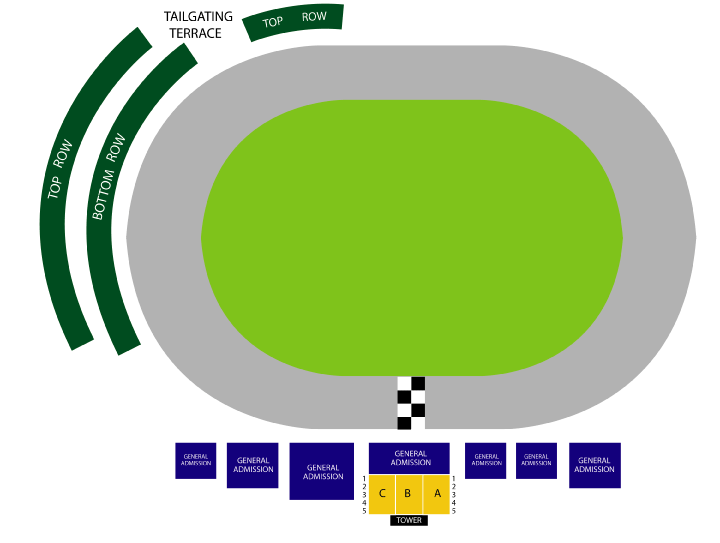 TAILGATING
TERRACE
TOP ROW
TOP ROW
BOTTOM ROW
GENERAL
ADMISSION
GENERAL
ADMISSION
GENERAL
ADMISSION
GENERAL
ADMISSION
GENERAL
ADMISSION
GENERAL
ADMISSION
GENERAL
ADMISSION
1 1
2 2
3 C B A 3
4 4
5 5
TOWER